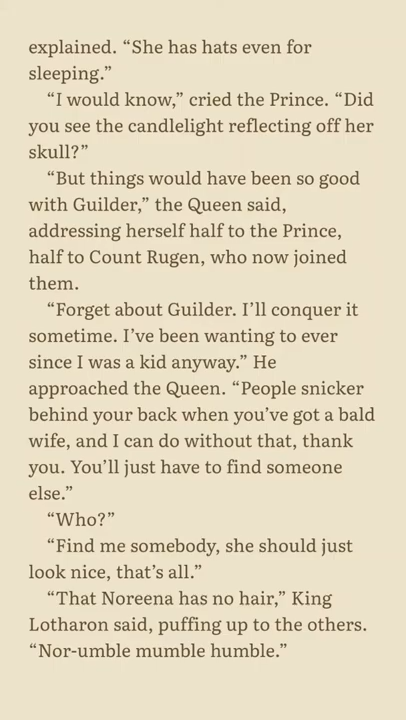 explained. “She has hats even for
sleeping.”
“I would know,” cried the Prince. “Did
you see the candlelight reflecting off her
skull?”
“But things would have been so good
with Guilder,” the Queen said,
addressing herself half to the Prince,
half to Count Rugen, who now joined
them.
“Forget about Guilder. I’ll conquer it
sometime. I’ve been wanting to ever
since I was a kid anyway.” He
approached the Queen. “People snicker
behind your back when you’ve got a bald
wife, and I can do without that, thank
you. You’ll just have to find someone
else.”
“Who?”
“Find me somebody, she should just
look nice, that’s all.”
“That Noreena has no hair,” King
Lotharon said, puffing up to the others.
“Nor-umble mumble humble.”